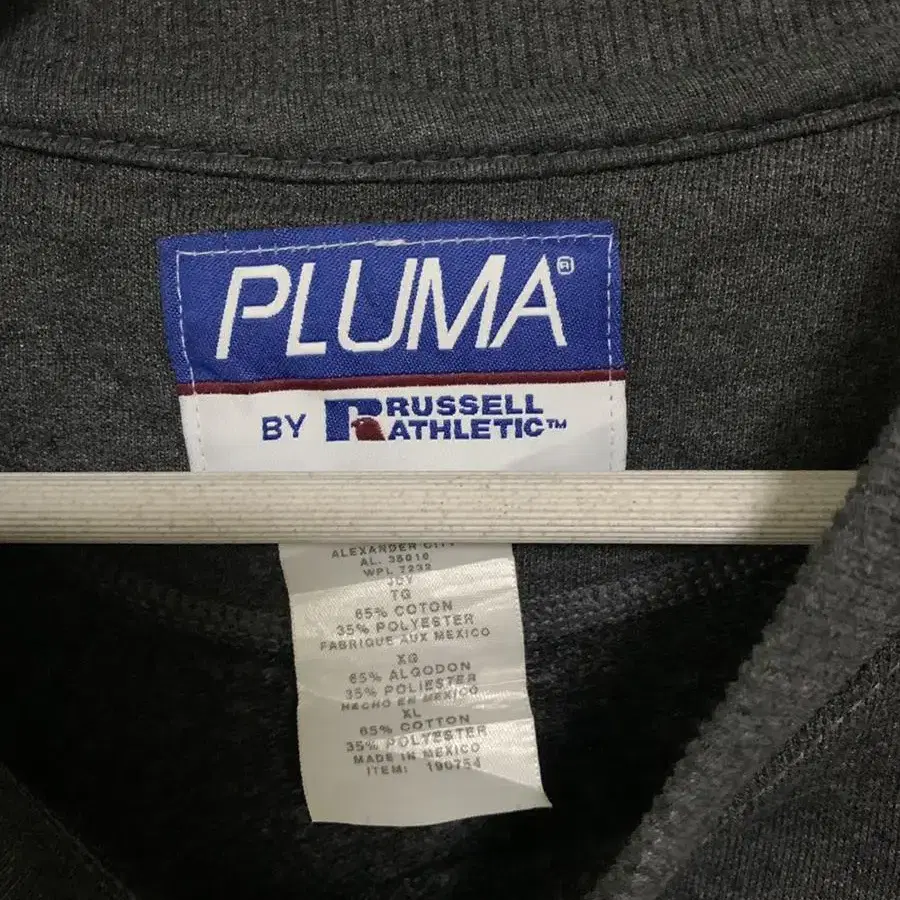 PLUMA®
BY R RUSSELL
ATHLETIC™
ALEXANDER CITY
AL. 35010
WPL 7232
JSY
TG
65% COTON
35% POLYESTER
FABRIQUE AUX MEXICO
XG
65% ALGODON
35% POLIESTER
HECHO EN MEXICO
XL
65% COTTON
35% POLYESTER
MADE IN MEXICO
ITEM: 190754